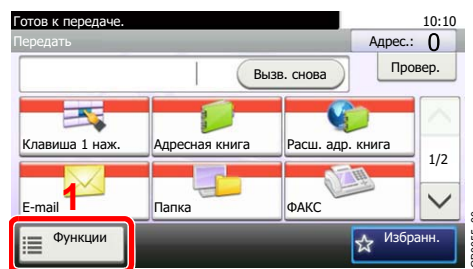 Готов к передаче. 10:10
Передать Адрес.: 0
Вызв. снова Провер.
Клавиша 1 наж. Адресная книга Расш. адр. книга
1/2
E-mail 1 Папка ФАКС
Функции Избранн.